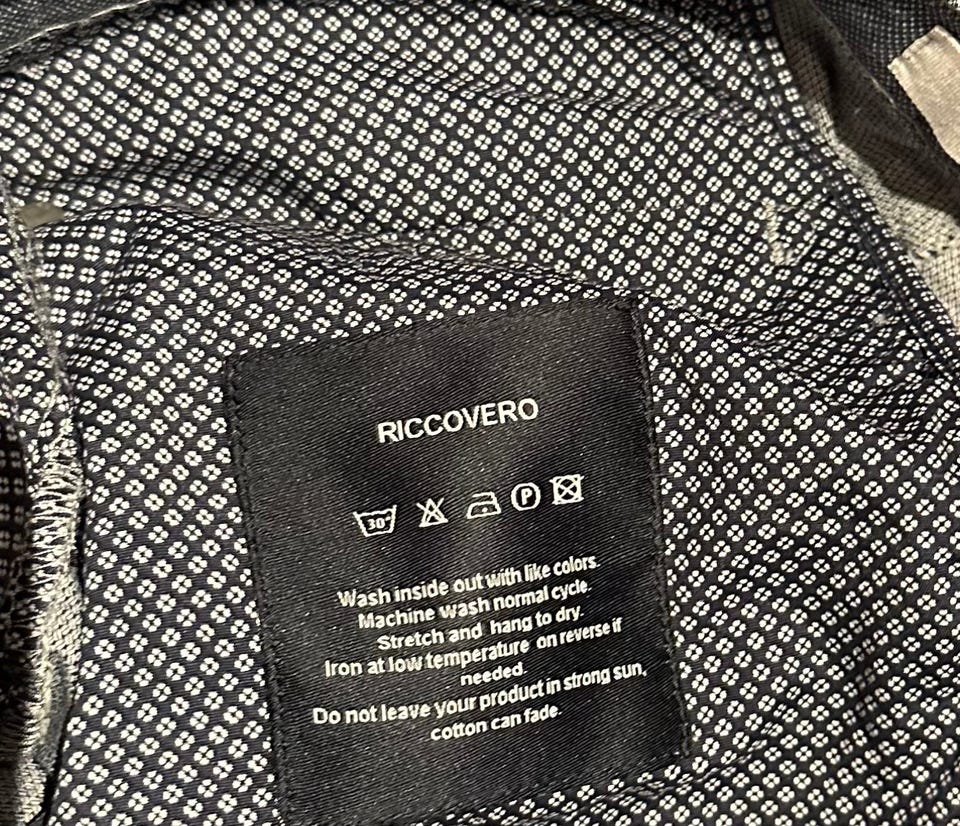 RICCOVERO
30° P
Wash inside out with like colors.
Machine wash normal cycle.
Stretch and hang to dry.
Iron at low temperature on reverse if
needed.
Do not leave your product in strong sun,
cotton can fade.